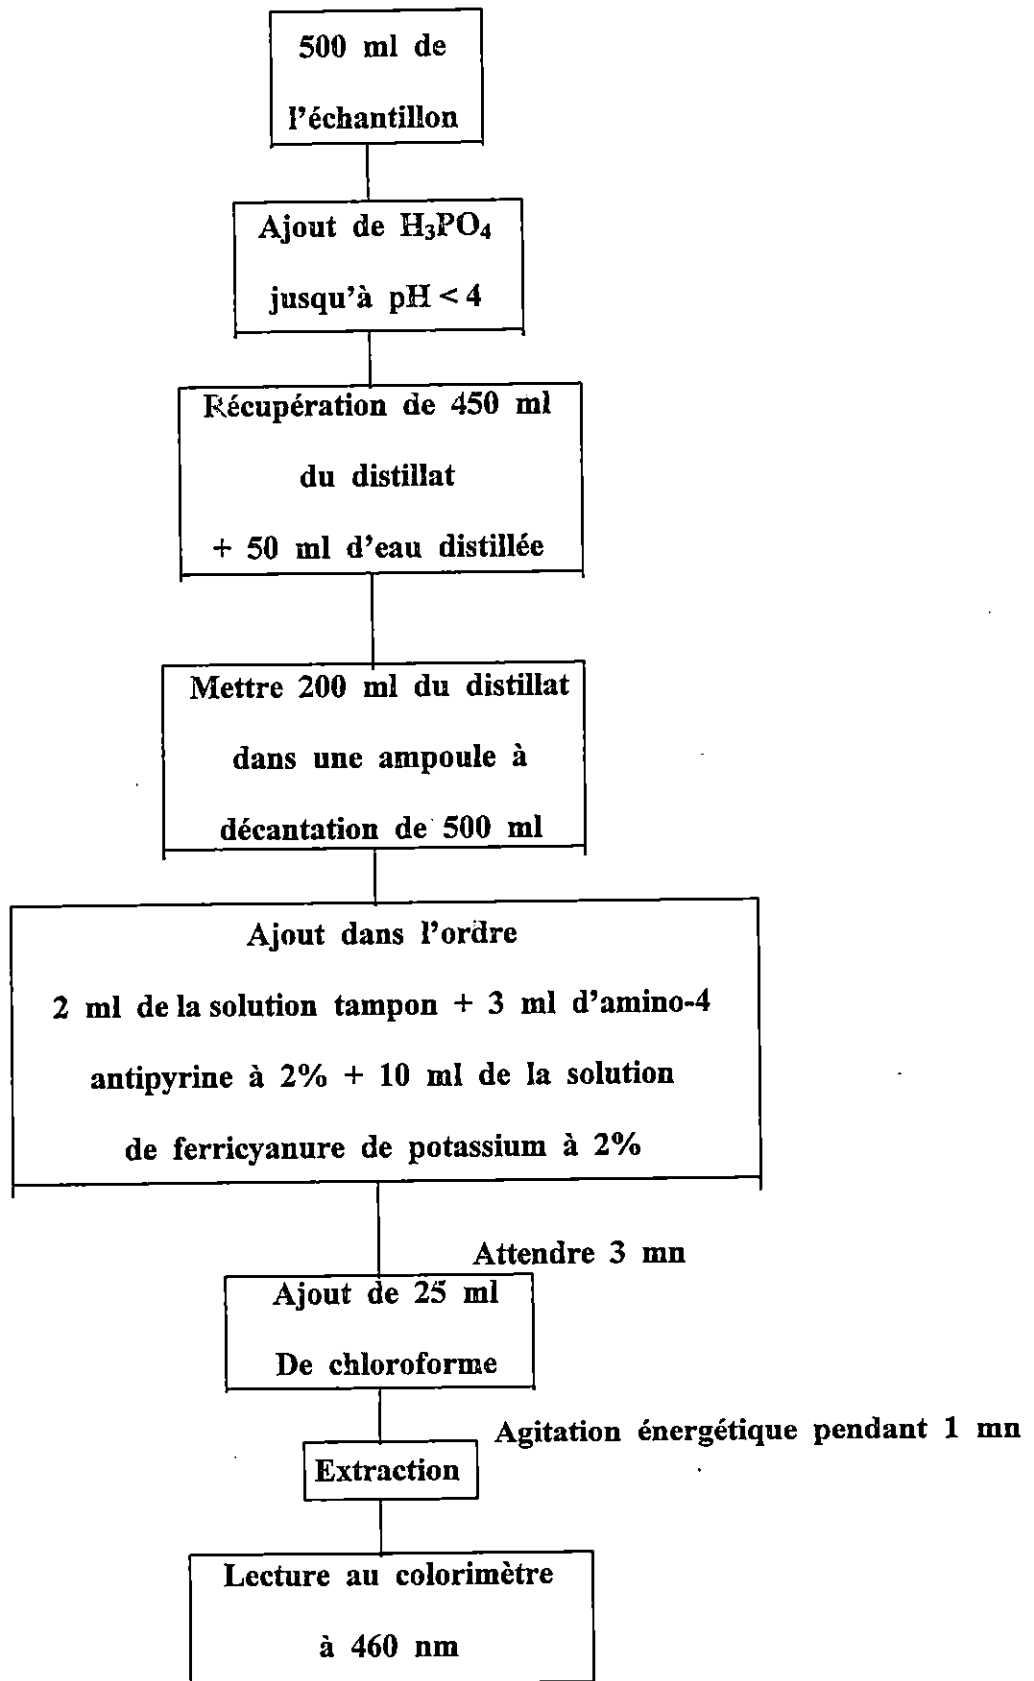 500 ml de
l'échantillon
Ajout de H₃PO₄
jusqu'à pH < 4
Récupération de 450 ml
du distillat
+ 50 ml d'eau distillée
Mettre 200 ml du distillat
dans une ampoule à
décantation de 500 ml
Ajout dans l'ordre
2 ml de la solution tampon + 3 ml d'amino-4
antipyrine à 2% + 10 ml de la solution
de ferricyanure de potassium à 2%
Attendre 3 mn
Ajout de 25 ml
De chloroforme
Agitation énergétique pendant 1 mn
Extraction
Lecture au colorimètre
à 460 nm